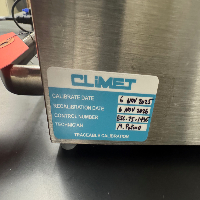 CLIMET
CALIBRATE DATE 6 NOV 2025
RECALIBRATION DATE 6 NOV 2026
CONTROL NUMBER
TECHNICIAN
TRACEABLE CALIBRATION